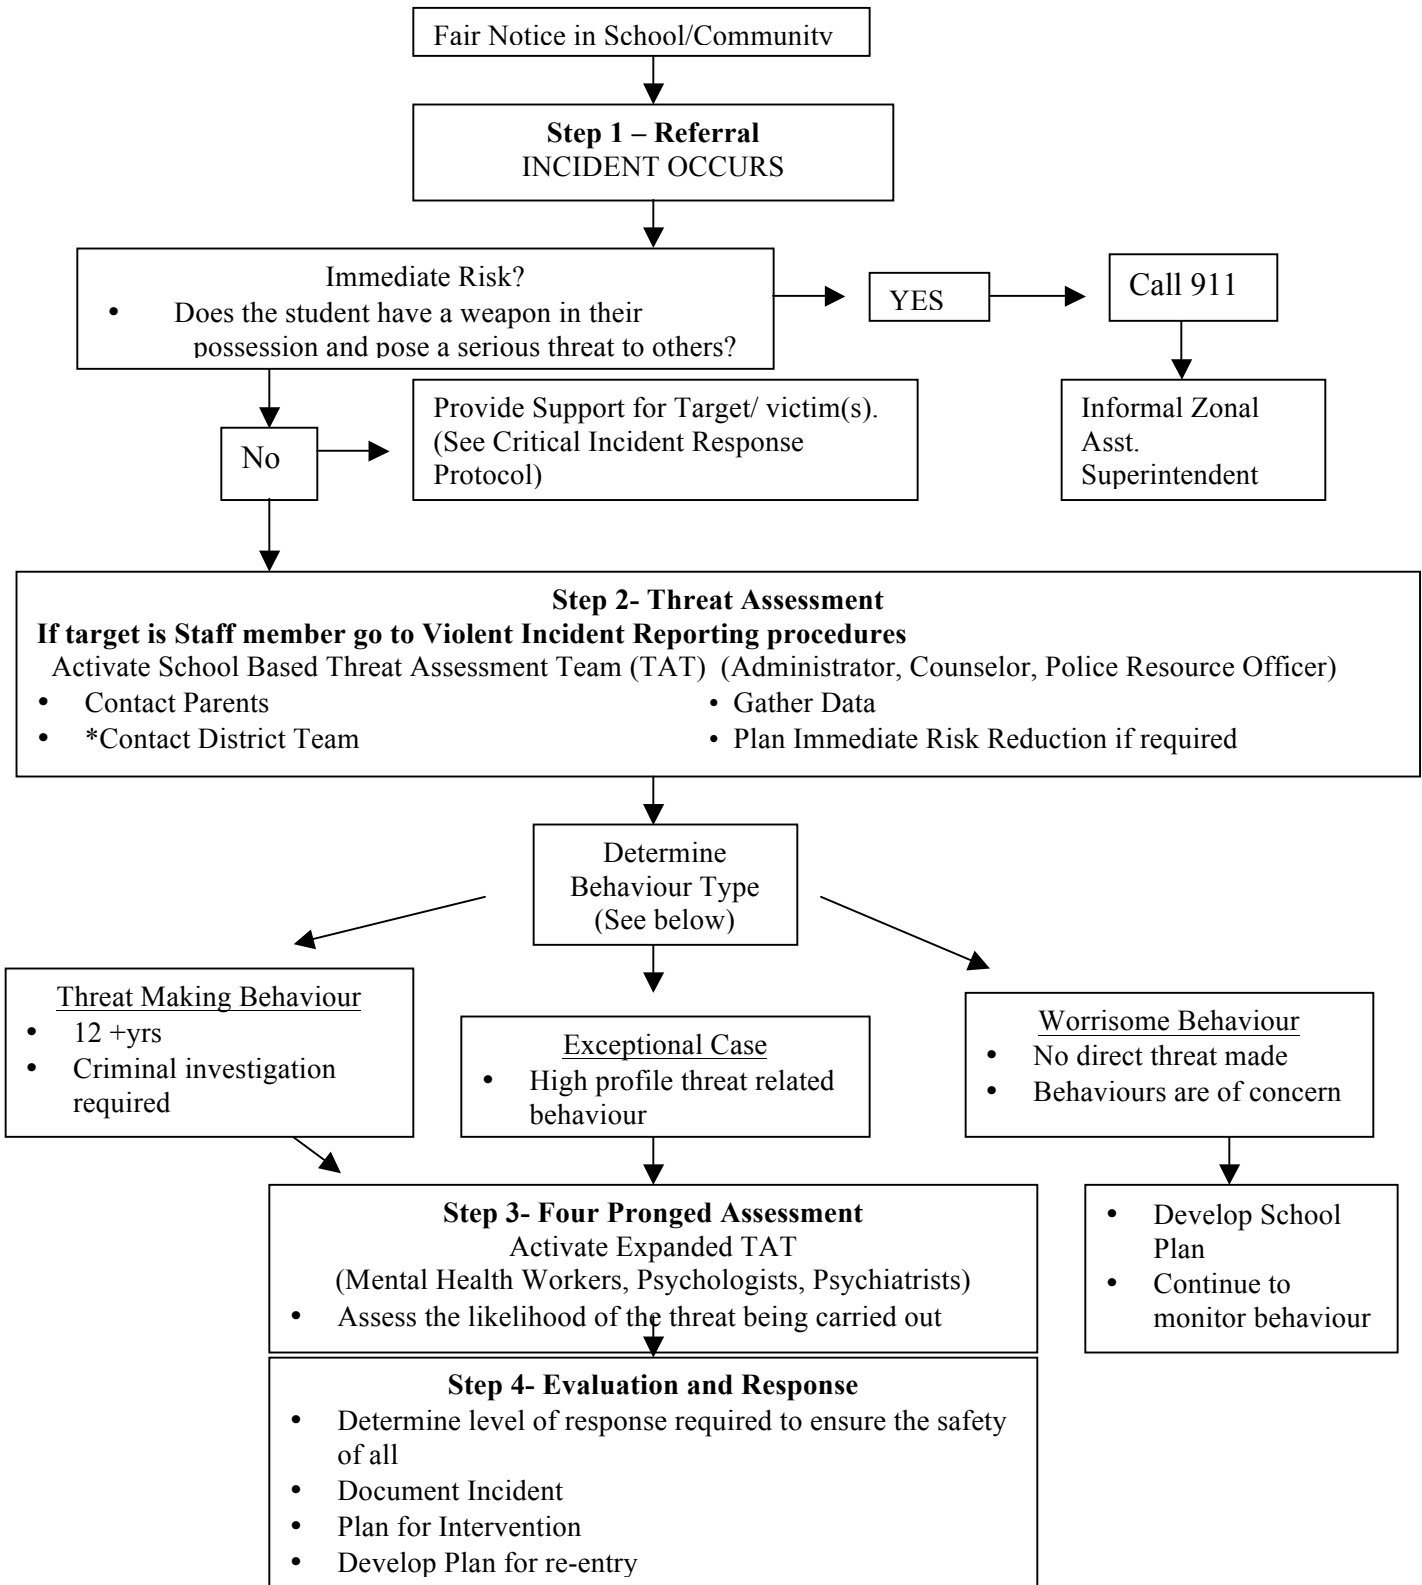 Fair Notice in School/Community
Step 1 – Referral
INCIDENT OCCURS
Immediate Risk?
• Does the student have a weapon in their
possession and pose a serious threat to others?
YES
Call 911
No
Provide Support for Target/ victim(s).
(See Critical Incident Response
Protocol)
Informal Zonal
Asst.
Superintendent
Step 2- Threat Assessment
If target is Staff member go to Violent Incident Reporting procedures
Activate School Based Threat Assessment Team (TAT) (Administrator, Counselor, Police Resource Officer)
• Contact Parents
• *Contact District Team
• Gather Data
• Plan Immediate Risk Reduction if required
Determine
Behaviour Type
(See below)
Threat Making Behaviour
• 12 +yrs
• Criminal investigation
required
Exceptional Case
• High profile threat related
behaviour
Worrisome Behaviour
• No direct threat made
• Behaviours are of concern
Step 3- Four Pronged Assessment
Activate Expanded TAT
(Mental Health Workers, Psychologists, Psychiatrists)
• Assess the likelihood of the threat being carried out
• Develop School
Plan
• Continue to
monitor behaviour
Step 4- Evaluation and Response
• Determine level of response required to ensure the safety
of all
• Document Incident
• Plan for Intervention
• Develop Plan for re-entry